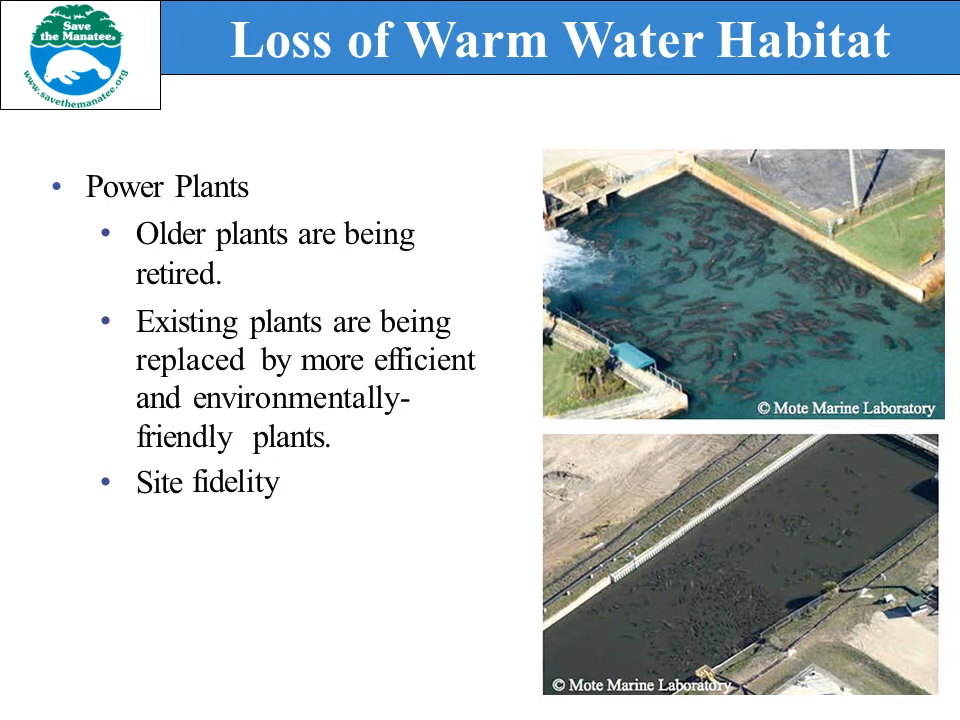 Save
the Manatee®
www.savethemanatee.org
Loss of Warm Water Habitat
• Power Plants
• Older plants are being
retired.
• Existing plants are being
replaced by more efficient
and environmentally-
friendly plants.
• Site fidelity
© Mote Marine Laboratory
© Mote Marine Laboratory